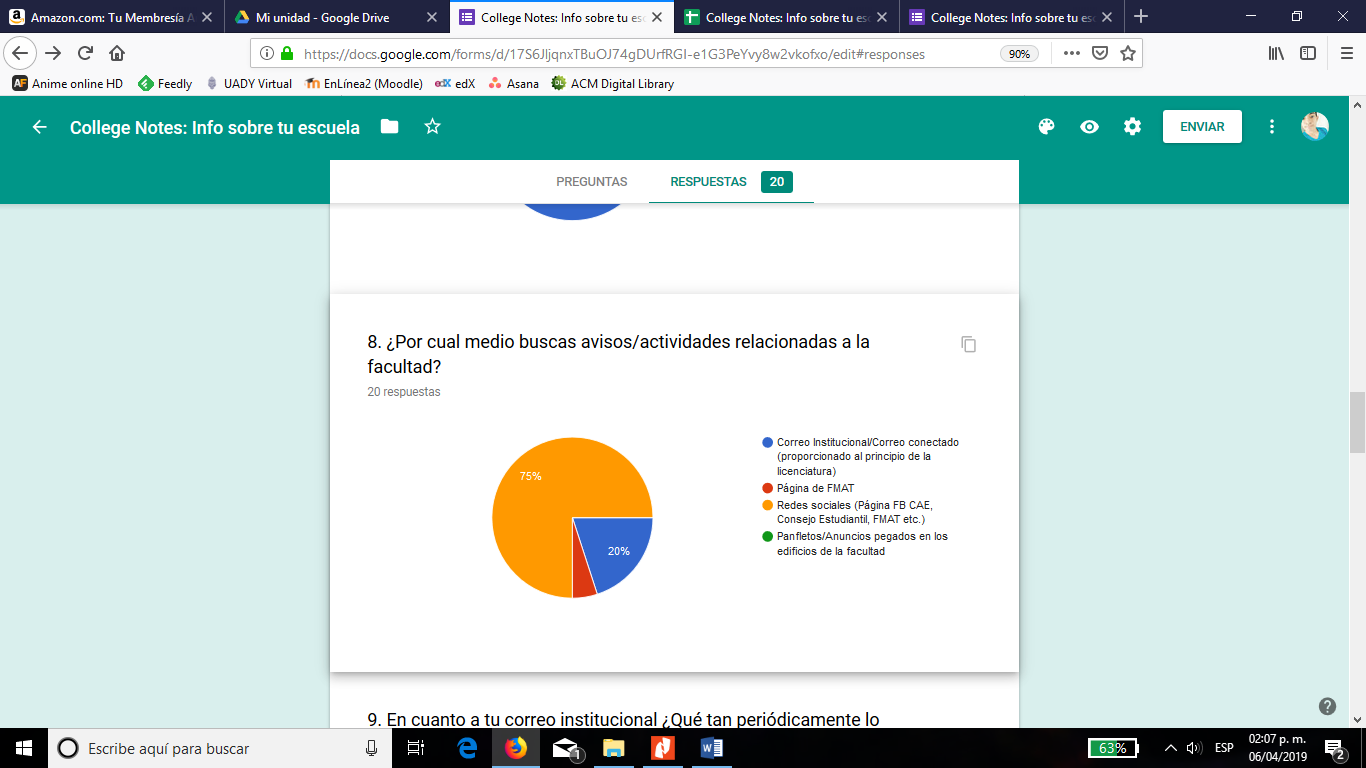 Amazon.com: Tu Membresía A
Mi unidad - Google Drive
College Notes: Info sobre tu esc
College Notes: Info sobre tu esc
College Notes: Info sobre tu esc
https://docs.google.com/forms/d/17S6JljqnxTBuOJ74gDUrfRGI-e1G3PeYvy8w2vkofxo/edit#responses
90%
Anime online HD
Feedly
UADY Virtual
EnLínea2 (Moodle)
edX
Asana
ACM Digital Library
College Notes: Info sobre tu escuela
ENVIAR
PREGUNTAS
RESPUESTAS 20
8. ¿Por cual medio buscas avisos/actividades relacionadas a la
facultad?
20 respuestas
75%
20%
Correo Institucional/Correo conectado
(proporcionado al principio de la
licenciatura)
Página de FMAT
Redes sociales (Página FB CAE,
Consejo Estudiantil, FMAT etc.)
Panfletos/Anuncios pegados en los
edificios de la facultad
9. En cuanto a tu correo institucional ¿Qué tan periódicamente lo
Escribe aquí para buscar
1
63%
ESP
02:07 p. m.
06/04/2019
2